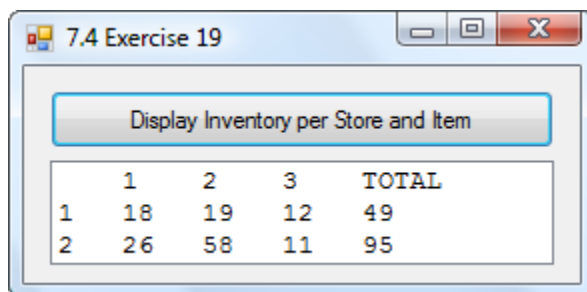 7.4 Exercise 19
Display Inventory per Store and Item
1 2 3 TOTAL
1 18 19 12 49
2 26 58 11 95